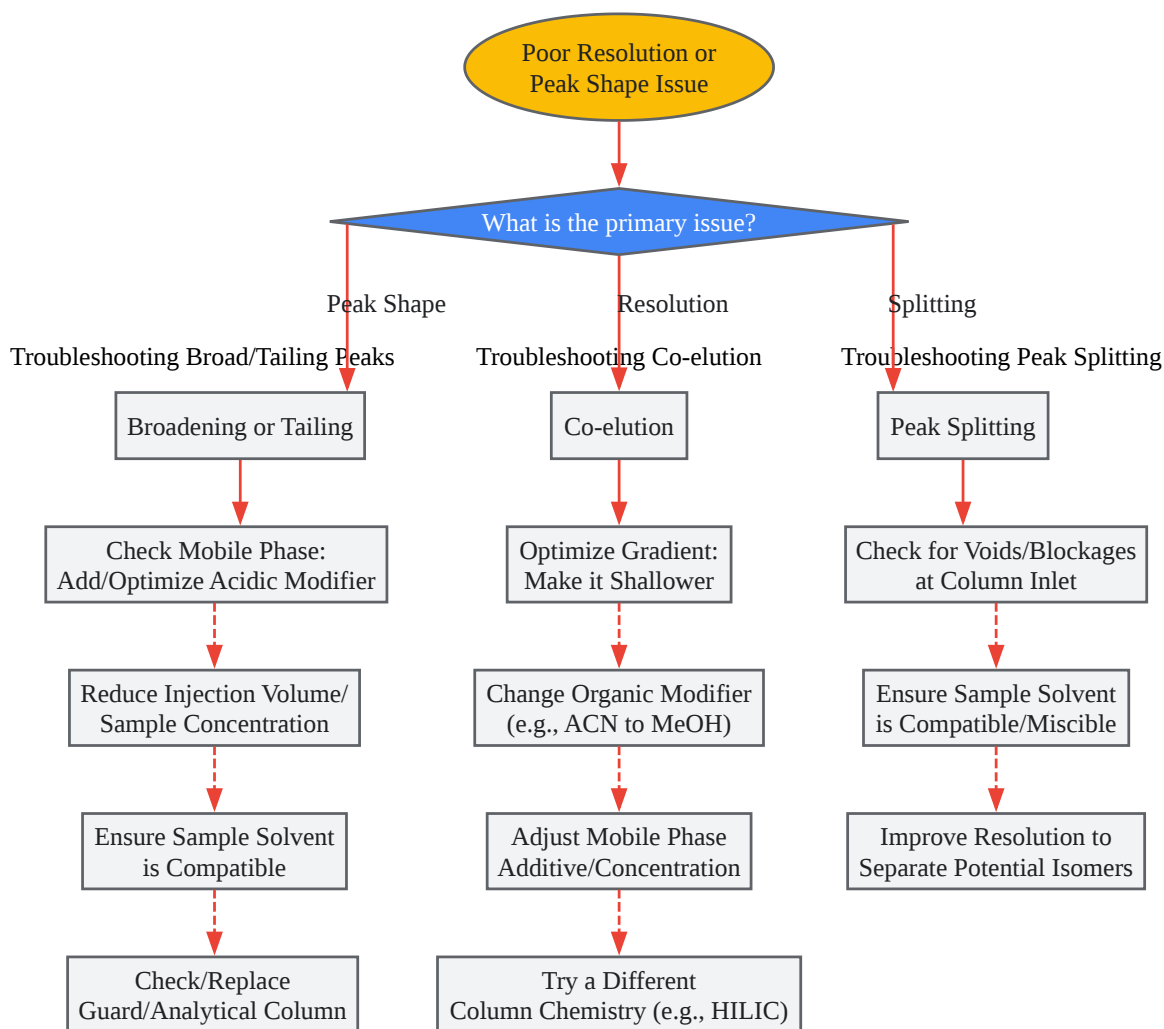 Poor Resolution or
Peak Shape Issue
What is the primary issue?
Peak Shape
Resolution
Splitting
Troubleshooting Broad/Tailing Peaks
Troubleshooting Co-elution
Troubleshooting Peak Splitting
Broadening or Tailing
Co-elution
Peak Splitting
Check Mobile Phase:
Add/Optimize Acidic Modifier
Optimize Gradient:
Make it Shallower
Check for Voids/Blockages
at Column Inlet
Reduce Injection Volume/
Sample Concentration
Change Organic Modifier
(e.g., ACN to MeOH)
Ensure Sample Solvent
is Compatible/Miscible
Ensure Sample Solvent
is Compatible
Adjust Mobile Phase
Additive/Concentration
Improve Resolution to
Separate Potential Isomers
Check/Replace
Guard/Analytical Column
Try a Different
Column Chemistry (e.g., HILIC)